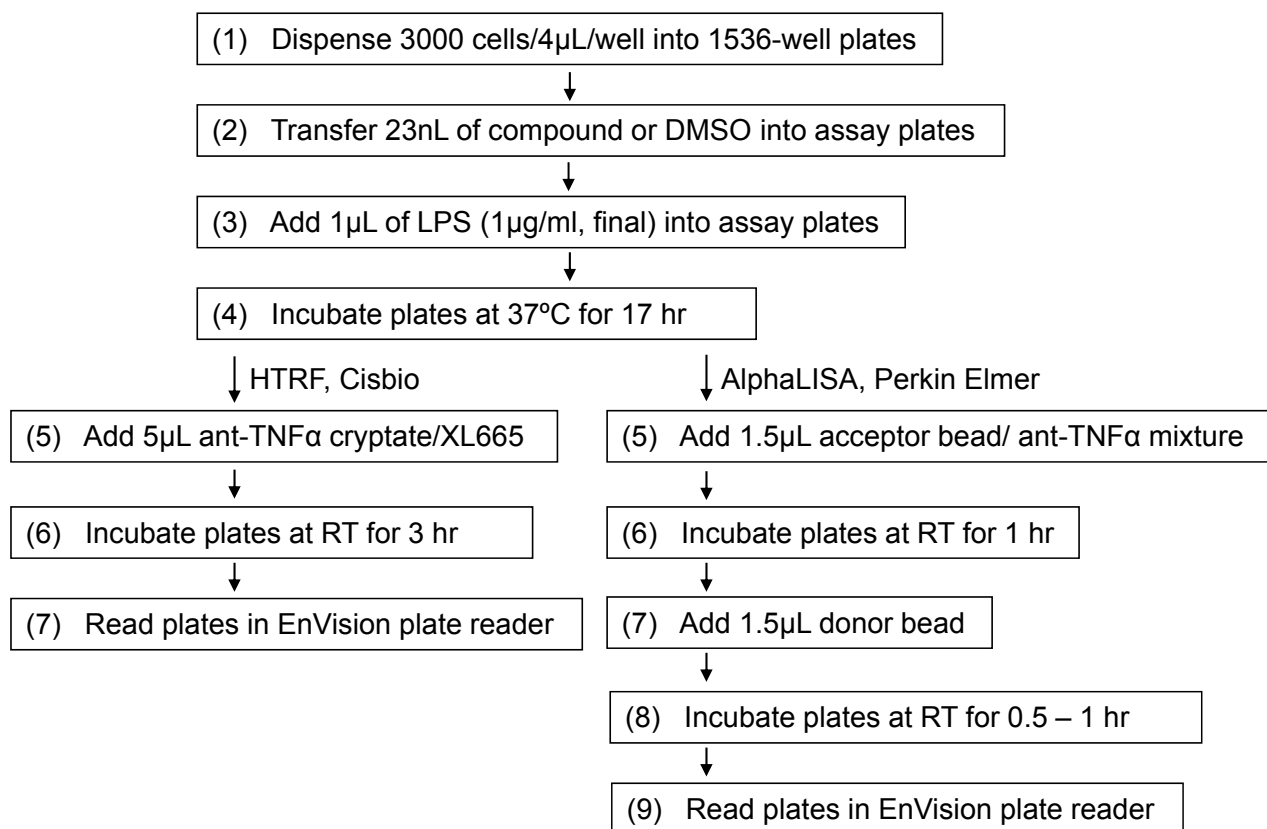 (1) Dispense 3000 cells/4µL/well into 1536-well plates
(2) Transfer 23nL of compound or DMSO into assay plates
(3) Add 1µL of LPS (1µg/ml, final) into assay plates
(4) Incubate plates at 37ºC for 17 hr
HTRF, Cisbio
(5) Add 5µL ant-TNFα cryptate/XL665
(6) Incubate plates at RT for 3 hr
(7) Read plates in EnVision plate reader
AlphaLISA, Perkin Elmer
(5) Add 1.5µL acceptor bead/ ant-TNFα mixture
(6) Incubate plates at RT for 1 hr
(7) Add 1.5µL donor bead
(8) Incubate plates at RT for 0.5 – 1 hr
(9) Read plates in EnVision plate reader